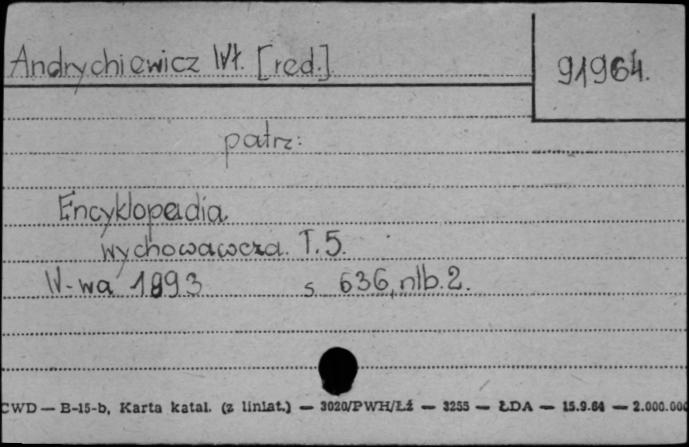 Andrychiewicz Wł. [red.]
91964.
patrz:
Encyklopedia
wychowawcza. T. 5.
W-wa 1893 s. 636, nlb. 2.
CWD — B-15-b, Karta katal. (z liniat.) — 3020/PWH/Łź — 3255 — ŁDA — 15.9.64 — 2.000.000